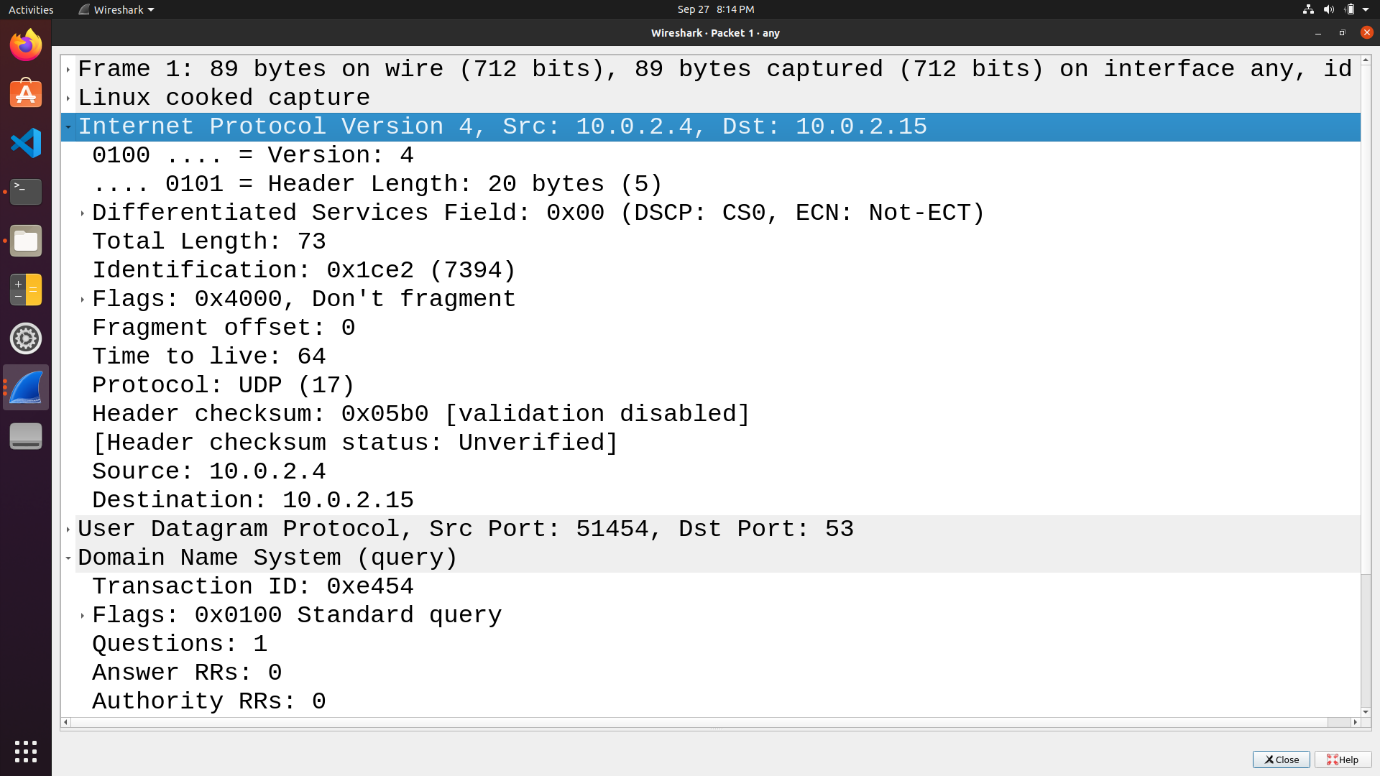 Activities Wireshark Sep 27 8:14 PM
Wireshark · Packet 1 · any
Frame 1: 89 bytes on wire (712 bits), 89 bytes captured (712 bits) on interface any, id
Linux cooked capture
Internet Protocol Version 4, Src: 10.0.2.4, Dst: 10.0.2.15
0100 .... = Version: 4
.... 0101 = Header Length: 20 bytes (5)
Differentiated Services Field: 0x00 (DSCP: CS0, ECN: Not-ECT)
Total Length: 73
Identification: 0x1ce2 (7394)
Flags: 0x4000, Don't fragment
Fragment offset: 0
Time to live: 64
Protocol: UDP (17)
Header checksum: 0x05b0 [validation disabled]
[Header checksum status: Unverified]
Source: 10.0.2.4
Destination: 10.0.2.15
User Datagram Protocol, Src Port: 51454, Dst Port: 53
Domain Name System (query)
Transaction ID: 0xe454
Flags: 0x0100 Standard query
Questions: 1
Answer RRs: 0
Authority RRs: 0
Close Help